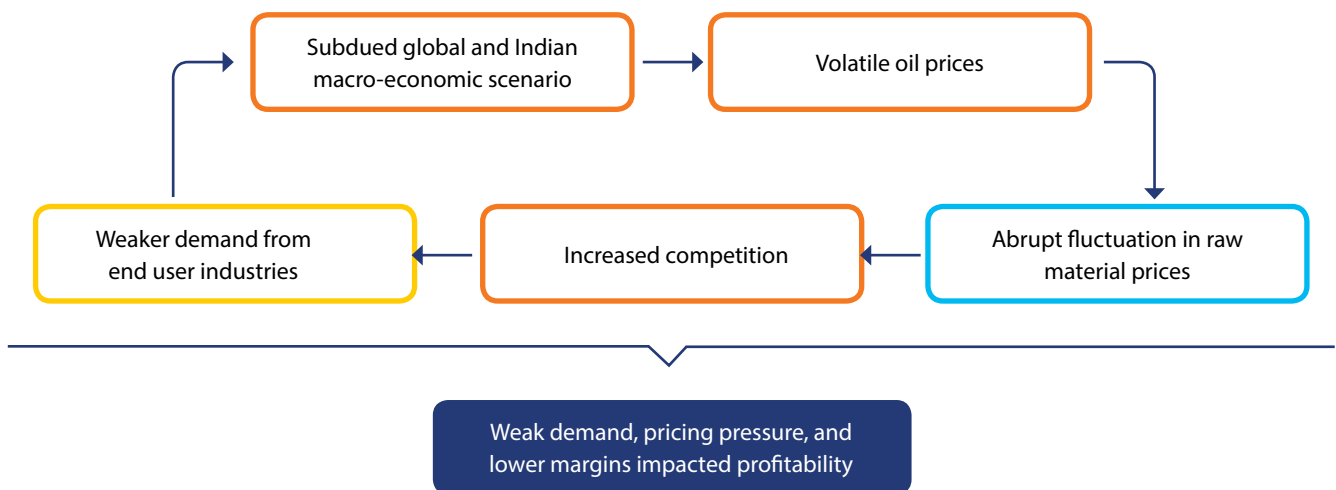 Subdued global and Indian
macro-economic scenario
Volatile oil prices
Weaker demand from
end user industries
Increased competition
Abrupt fluctuation in raw
material prices
Weak demand, pricing pressure, and
lower margins impacted profitability